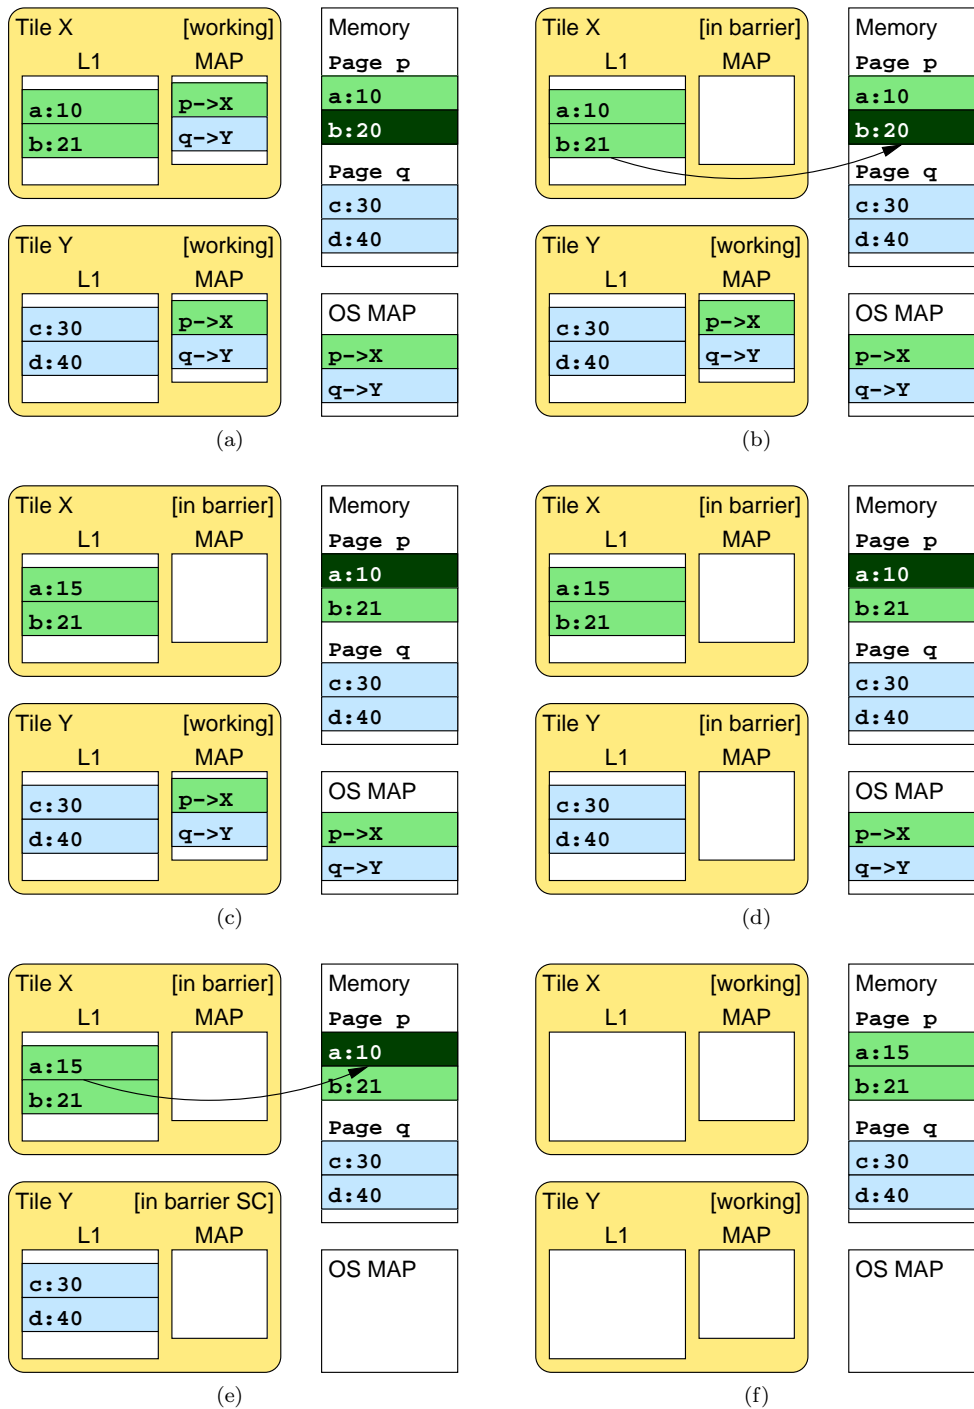 Tile X [working]
L1 MAP
a:10
b:21
p->X
q->Y
Tile Y [working]
L1 MAP
c:30
d:40
p->X
q->Y
Memory
Page p
a:10
b:20
Page q
c:30
d:40
OS MAP
p->X
q->Y
(a)
Tile X [in barrier]
L1 MAP
a:10
b:21
Tile Y [working]
L1 MAP
c:30
d:40
p->X
q->Y
Memory
Page p
a:10
b:20
Page q
c:30
d:40
OS MAP
p->X
q->Y
(b)
Tile X [in barrier]
L1 MAP
a:15
b:21
Tile Y [working]
L1 MAP
c:30
d:40
p->X
q->Y
Memory
Page p
a:10
b:21
Page q
c:30
d:40
OS MAP
p->X
q->Y
(c)
Tile X [in barrier]
L1 MAP
a:15
b:21
Tile Y [in barrier]
L1 MAP
c:30
d:40
Memory
Page p
a:10
b:21
Page q
c:30
d:40
OS MAP
p->X
q->Y
(d)
Tile X [in barrier]
L1 MAP
a:15
b:21
Tile Y [in barrier SC]
L1 MAP
c:30
d:40
Memory
Page p
a:10
b:21
Page q
c:30
d:40
OS MAP
(e)
Tile X [working]
L1 MAP
Tile Y [working]
L1 MAP
Memory
Page p
a:15
b:21
Page q
c:30
d:40
OS MAP
(f)